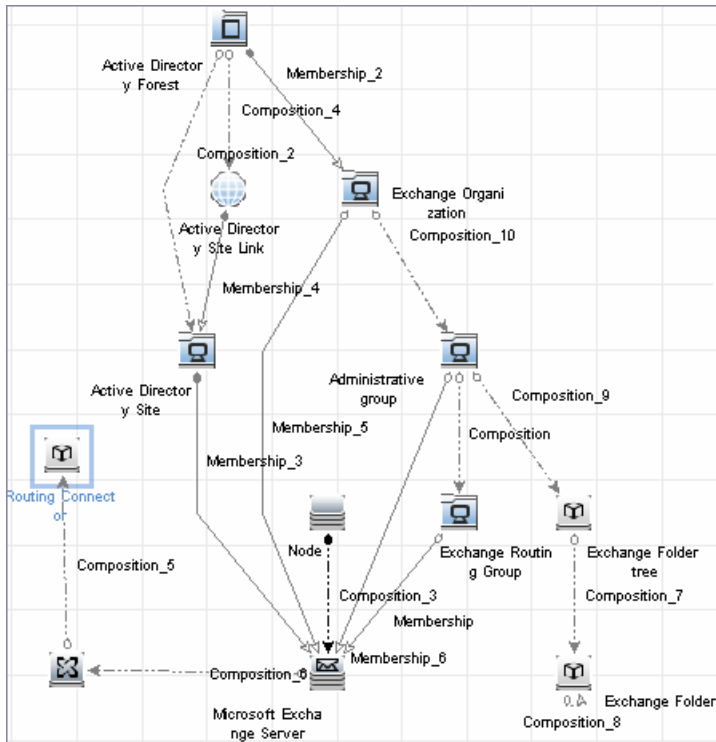 Active Director
y Forest
Membership_2
Composition_4
Composition_2
Exchange Organi
zation
Active Director
y Site Link
Composition_10
Membership_4
Active Director
y Site
Administrative
group
Composition_9
Membership_5
Composition
Membership_3
Routing Connect
or
Node
Exchange Routin
g Group
Exchange Folder
tree
Composition_5
Composition_3
Composition_7
Membership
Membership_6
Composition_6
Microsoft Excha
nge Server
Exchange Folder
Composition_8